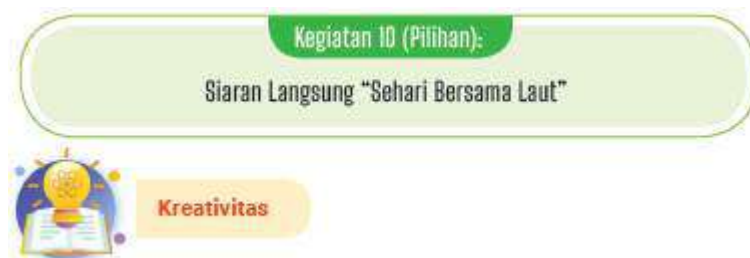 Kegiatan 10 (Pilihan):
Siaran Langsung “Sehari Bersama Laut”
Kreativitas